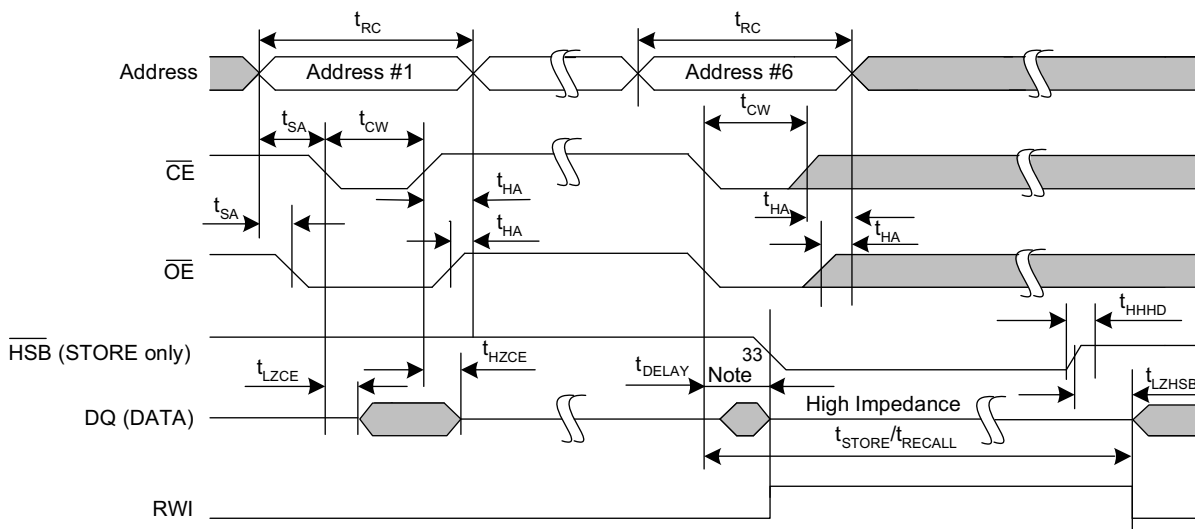 tRC
tRC
Address
Address #1
Address #6
tSA
tCW
tCW
CE
tHA
tHA
tSA
tHA
tHA
OE
tHHHD
HSB (STORE only)
tLZCE
tHZCE
tDELAY
33
Note
tLZHSB
DQ (DATA)
High Impedance
tSTORE/tRECALL
RWI